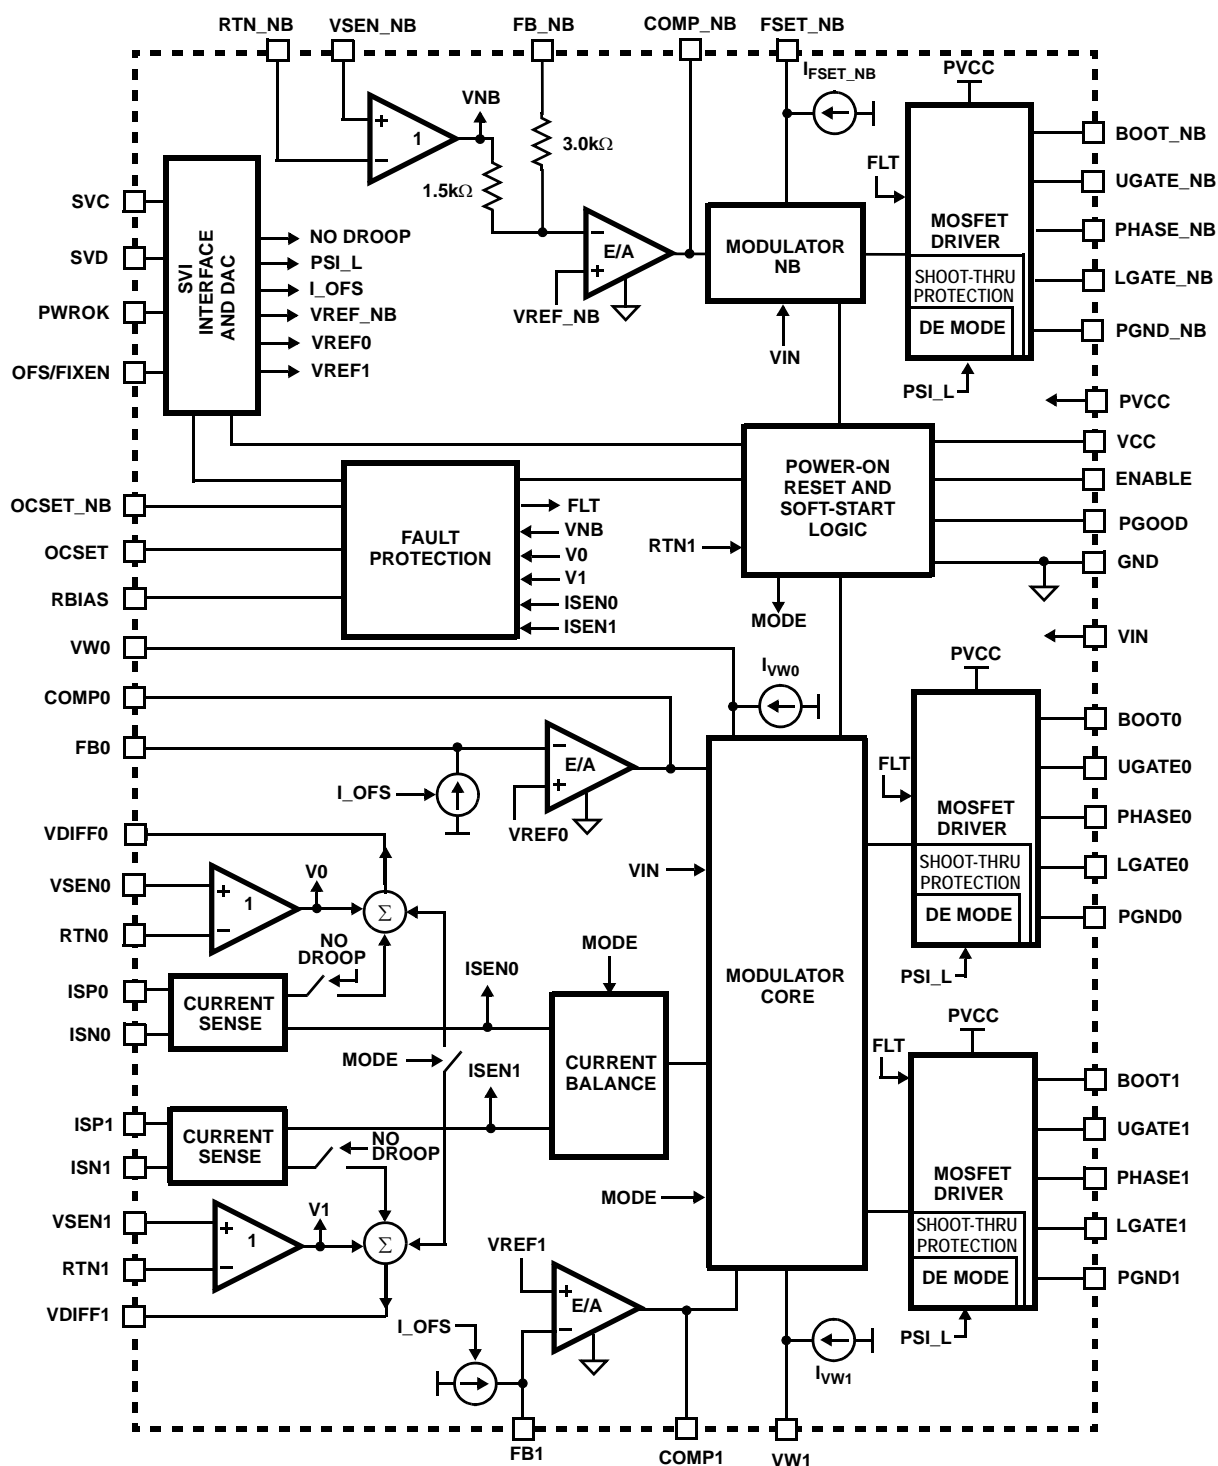 RTN_NB
VSEN_NB
FB_NB
COMP_NB
FSET_NB
IFSET_NB
PVCC
VNB
+
1
−
3.0kΩ
1.5kΩ
FLT
BOOT_NB
UGATE_NB
PHASE_NB
LGATE_NB
PGND_NB
MOSFET
DRIVER
SHOOT-THRU
PROTECTION
DE MODE
PSI_L
SVC
SVD
PWROK
OFS/FIXEN
SVI
INTERFACE
AND DAC
NO DROOP
PSI_L
I_OFS
VREF_NB
VREF0
VREF1
−
E/A
+
VREF_NB
MODULATOR
NB
VIN
PVCC
VCC
ENABLE
PGOOD
GND
VIN
POWER-ON
RESET AND
SOFT-START
LOGIC
RTN1
MODE
OCSET_NB
OCSET
RBIAS
FAULT
PROTECTION
FLT
VNB
V0
V1
ISEN0
ISEN1
VW0
COMP0
FB0
IVW0
−
E/A
+
I_OFS
VREF0
PVCC
FLT
BOOT0
UGATE0
PHASE0
LGATE0
PGND0
MOSFET
DRIVER
SHOOT-THRU
PROTECTION
DE MODE
PSI_L
VDIFF0
VSEN0
RTN0
+
1
−
V0
Σ
VIN
NO
DROOP
ISP0
ISN0
CURRENT
SENSE
ISEN0
MODE
MODULATOR
CORE
MODE
ISEN1
CURRENT
BALANCE
PVCC
FLT
BOOT1
UGATE1
PHASE1
LGATE1
PGND1
MOSFET
DRIVER
SHOOT-THRU
PROTECTION
DE MODE
PSI_L
ISP1
ISN1
CURRENT
SENSE
NO
DROOP
MODE
VSEN1
RTN1
VDIFF1
+
1
−
V1
Σ
VREF1
+
E/A
−
I_OFS
IVW1
FB1
COMP1
VW1